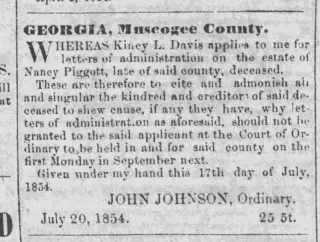 GEORGIA, Muscogee County.
WHEREAS Kincy L. Davis applies to me for
letters of administration on the estate of
Nancy Piggott, late of said county, deceased.
These are therefore to cite and admonish all
and singular the kindred and creditors of said de-
ceased to shew cause, if any they have, why let-
ters of administration as aforesaid, should not be
granted to the said applicant at the Court of Or-
dinary to be held in and for said county on the
first Monday in September next.
Given under my hand this 17th day of July,
1854.
JOHN JOHNSON, Ordinary.
July 20, 1854. 25 5t.